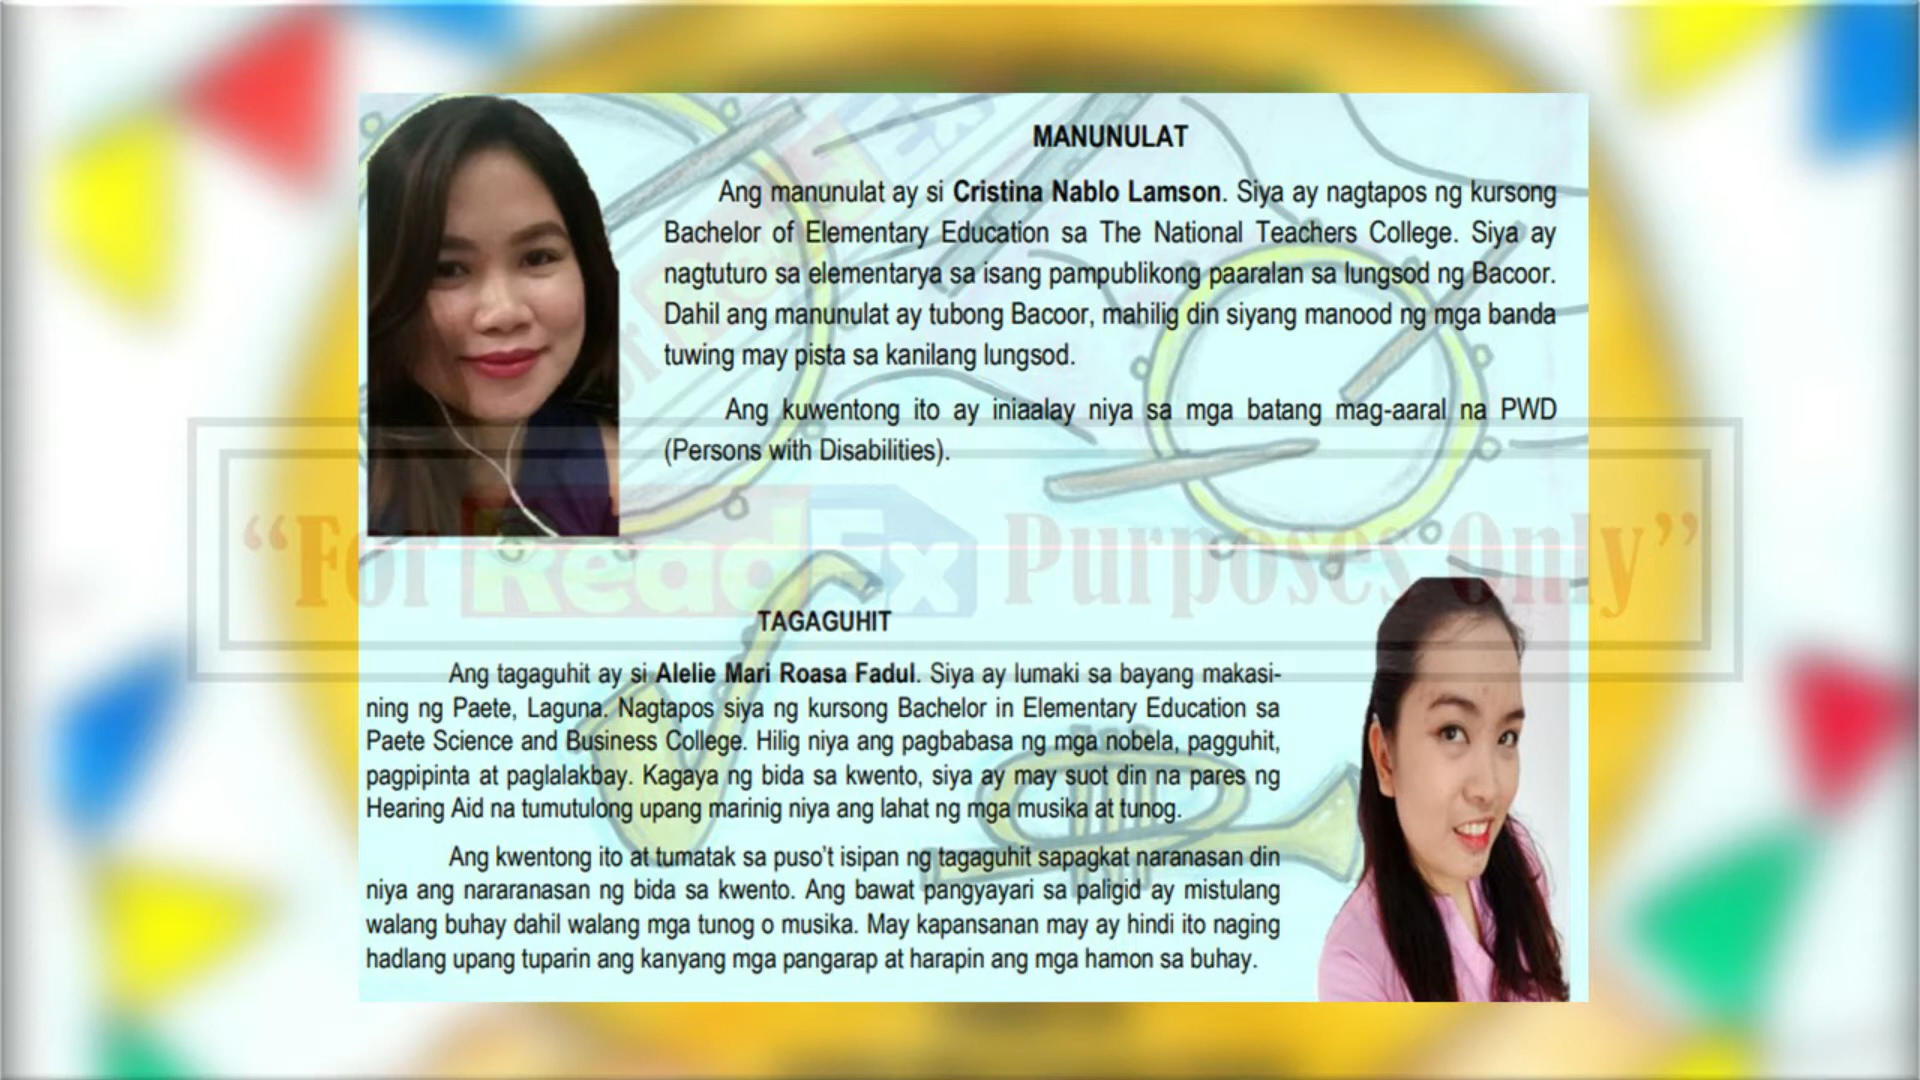 MANUNULAT
Ang manunulat ay si Cristina Nablo Lamson. Siya ay nagtapos ng kursong
Bachelor of Elementary Education sa The National Teachers College. Siya ay
nagtuturo sa elementarya sa isang pampublikong paaralan sa lungsod ng Bacoor.
Dahil ang manunulat ay tubong Bacoor, mahilig din siyang manood ng mga banda
tuwing may pista sa kanilang lungsod.
Ang kuwentong ito ay iniaalay niya sa mga batang mag-aaral na PWD
(Persons with Disabilities).
“For ReadEx Purposes Only”
TAGAGUHIT
Ang tagaguhit ay si Alelie Mari Roasa Fadul. Siya ay lumaki sa bayang makasi-
ning ng Paete, Laguna. Nagtapos siya ng kursong Bachelor in Elementary Education sa
Paete Science and Business College. Hilig niya ang pagbabasa ng mga nobela, pagguhit,
pagpipinta at paglalakbay. Kagaya ng bida sa kwento, siya ay may suot din na pares ng
Hearing Aid na tumutulong upang marinig niya ang lahat ng mga musika at tunog.
Ang kwentong ito at tumatak sa puso’t isipan ng tagaguhit sapagkat naranasan din
niya ang nararanasan ng bida sa kwento. Ang bawat pangyayari sa paligid ay mistulang
walang buhay dahil walang mga tunog o musika. May kapansanan may ay hindi ito naging
hadlang upang tuparin ang kanyang mga pangarap at harapin ang mga hamon sa buhay.